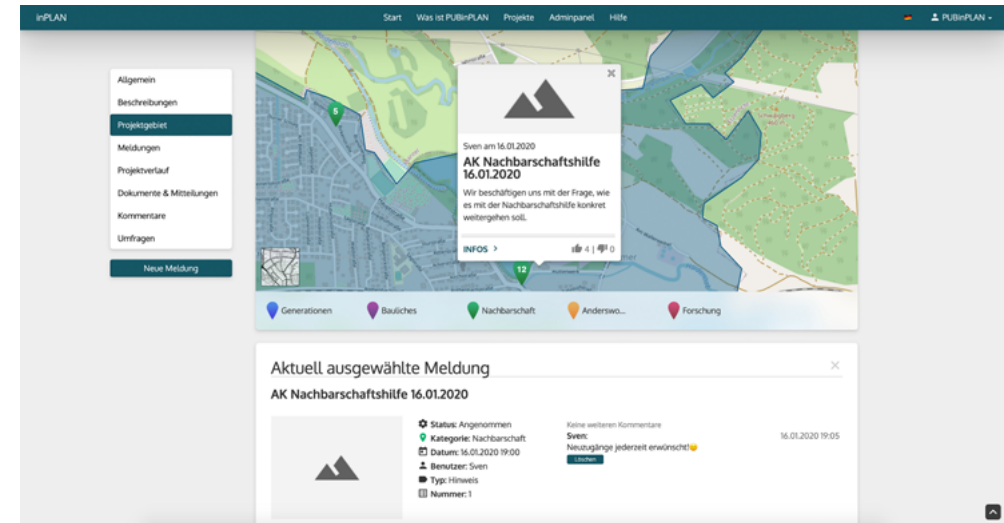 inPLAN
Start Was ist PUBinPLAN Projekte Adminpanel Hilfe
PUBinPLAN
Allgemein
Beschreibungen
Projektgebiet
Meldungen
Projektverlauf
Dokumente & Mitteilungen
Kommentare
Umfragen
Neue Meldung
5
Sven am 16.01.2020
AK Nachbarschaftshilfe
16.01.2020
Wir beschäftigen uns mit der Frage, wie
es mit der Nachbarschaftshilfe konkret
weitergehen soll.
INFOS >
4 | 0
12
Generationen Bauliches Nachbarschaft Anderswo... Forschung
Aktuell ausgewählte Meldung
AK Nachbarschaftshilfe 16.01.2020
Status: Angenommen
Kategorie: Nachbarschaft
Datum: 16.01.2020 19:00
Benutzer: Sven
Typ: Hinweis
Nummer: 1
Keine weiteren Kommentare
Sven: 16.01.2020 19:05
Neuzugänge jederzeit erwünscht!😊
Löschen